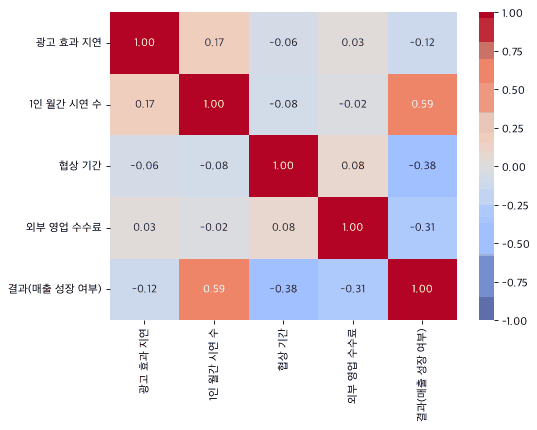 광고 효과 지연 1.00 0.17 -0.06 0.03 -0.12
1인 월간 시연 수 0.17 1.00 -0.08 -0.02 0.59
협상 기간 -0.06 -0.08 1.00 0.08 -0.38
외부 영업 수수료 0.03 -0.02 0.08 1.00 -0.31
결과(매출 성장 여부) -0.12 0.59 -0.38 -0.31 1.00
광고 효과 지연
1인 월간 시연 수
협상 기간
외부 영업 수수료
결과(매출 성장 여부)
1.00
0.75
0.50
0.25
0.00
-0.25
-0.50
-0.75
-1.00